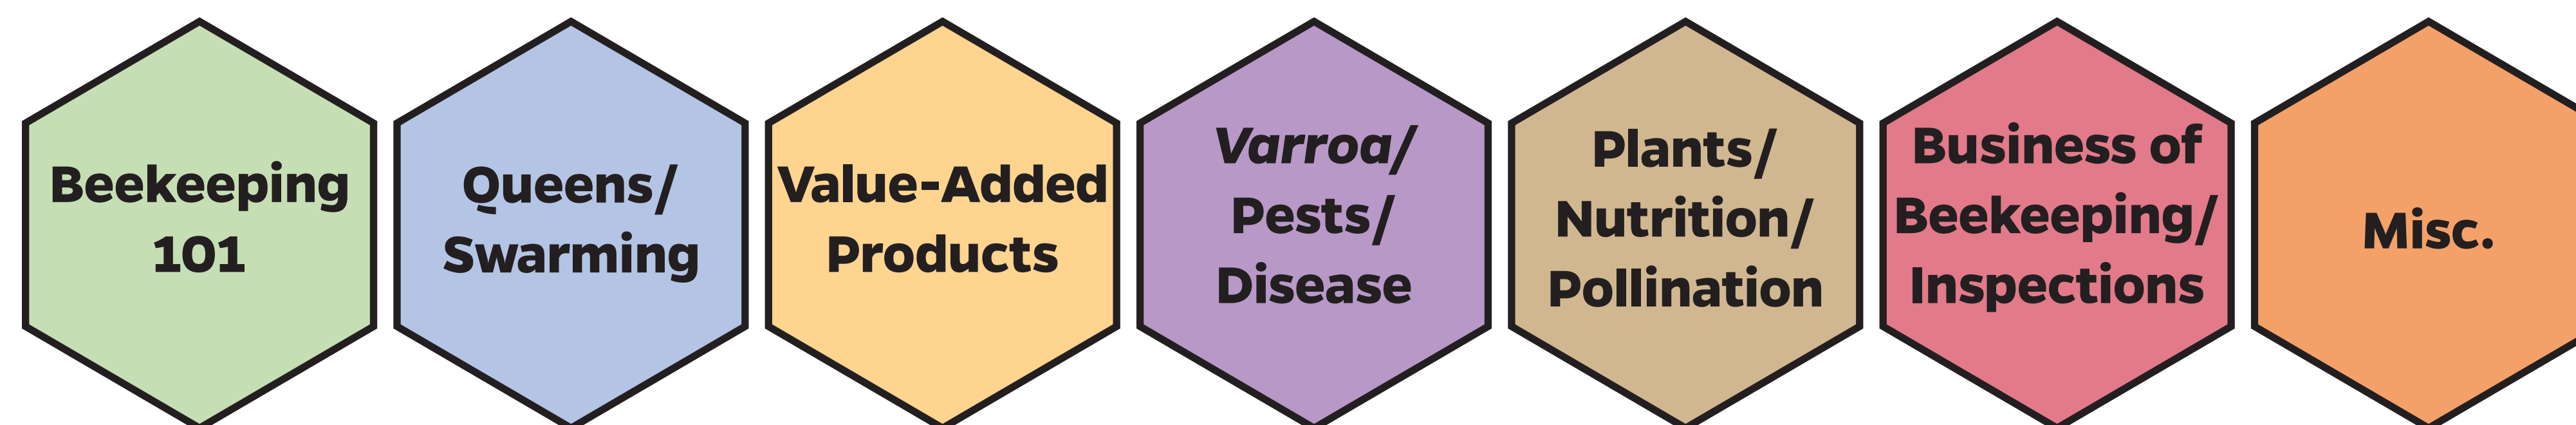 Beekeeping
101
Queens/
Swarming
Value-Added
Products
Varroa/
Pests/
Disease
Plants/
Nutrition/
Pollination
Business of
Beekeeping/
Inspections
Misc.